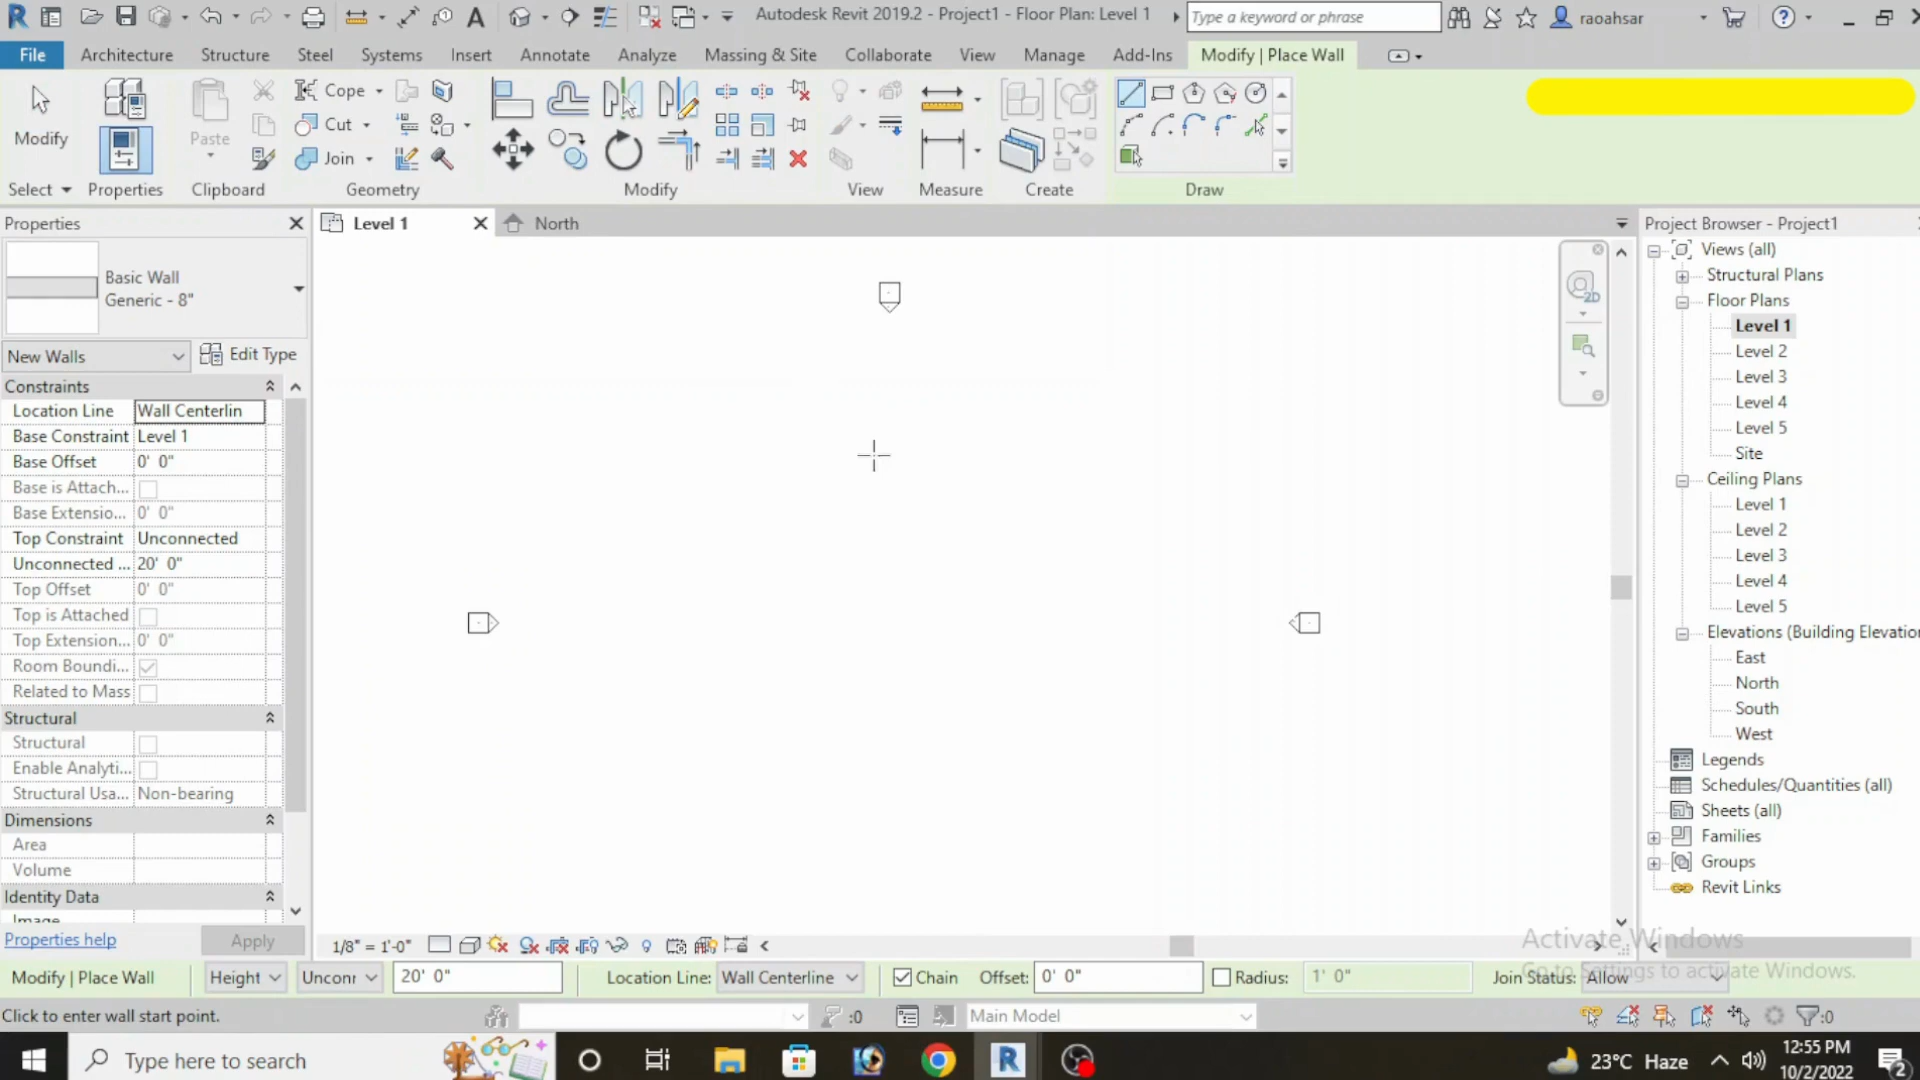 Autodesk Revit 2019.2 - Project1 - Floor Plan: Level 1
Type a keyword or phrase
raoahsar
File Architecture Structure Steel Systems Insert Annotate Analyze Massing & Site Collaborate View Manage Add-Ins Modify | Place Wall
Modify
Paste
Cope
Cut
Join
Select Properties Clipboard Geometry Modify View Measure Create Draw
Properties
Level 1
North
Project Browser - Project1
Basic Wall
Generic - 8"
New Walls
Edit Type
Constraints
Location Line Wall Centerlin
Base Constraint Level 1
Base Offset 0' 0"
Base is Attach...
Base Extensio... 0' 0"
Top Constraint Unconnected
Unconnected ... 20' 0"
Top Offset 0' 0"
Top is Attached
Top Extension... 0' 0"
Room Boundi...
Related to Mass
Structural
Structural
Enable Analyti...
Structural Usa... Non-bearing
Dimensions
Area
Volume
Identity Data
Image
Properties help
Apply
2D
Views (all)
Structural Plans
Floor Plans
Level 1
Level 2
Level 3
Level 4
Level 5
Site
Ceiling Plans
Level 1
Level 2
Level 3
Level 4
Level 5
Elevations (Building Elevation
East
North
South
West
Legends
Schedules/Quantities (all)
Sheets (all)
Families
Groups
Revit Links
1/8" = 1'-0"
Activate Windows
Go to Settings to activate Windows.
Modify | Place Wall Height Unconr 20' 0" Location Line: Wall Centerline Chain Offset: 0' 0" Radius: 1' 0" Join Status: Allow
Click to enter wall start point.
:0
Main Model
:0
Type here to search
23°C Haze
12:55 PM
10/2/2022
2